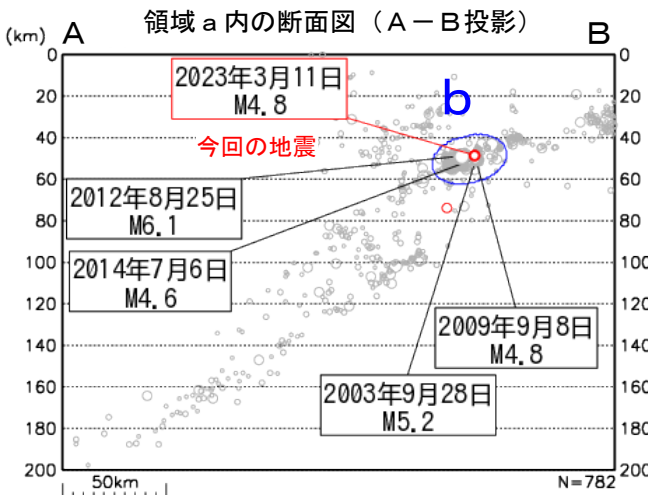 領域ａ内の断面図（Ａ－Ｂ投影）
(km)
A
B
0
20
40
60
80
100
120
140
160
180
200
0
20
40
60
80
100
120
140
160
180
200
2023年3月11日
M4.8
今回の地震
b
2012年8月25日
M6.1
2014年7月6日
M4.6
2009年9月8日
M4.8
2003年9月28日
M5.2
50km
N=782